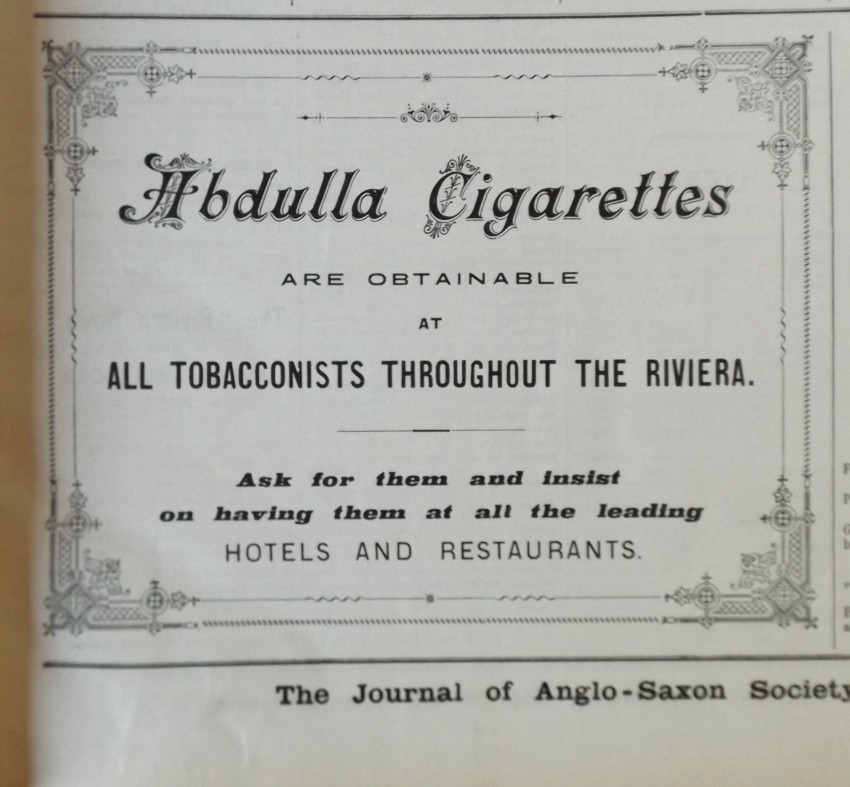 Abdulla Cigarettes
ARE OBTAINABLE
AT
ALL TOBACCONISTS THROUGHOUT THE RIVIERA.
Ask for them and insist
on having them at all the leading
HOTELS AND RESTAURANTS.
The Journal of Anglo-Saxon Society